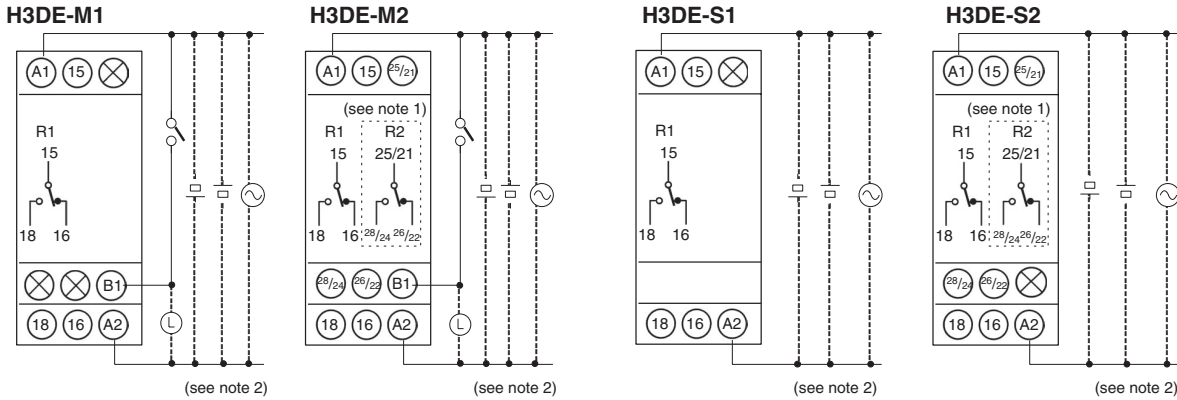 H3DE-M1
A1 15
R1
15
18 16
B1
18 16 A2
L
(see note 2)
H3DE-M2
A1 15 25/21
(see note 1)
R1 R2
15 25/21
18 16 28/24 26/22
28/24 26/22 B1
18 16 A2
L
(see note 2)
H3DE-S1
A1 15
R1
15
18 16
18 16 A2
(see note 2)
H3DE-S2
A1 15 25/21
(see note 1)
R1 R2
15 25/21
18 16 28/24 26/22
28/24 26/22
18 16 A2
(see note 2)